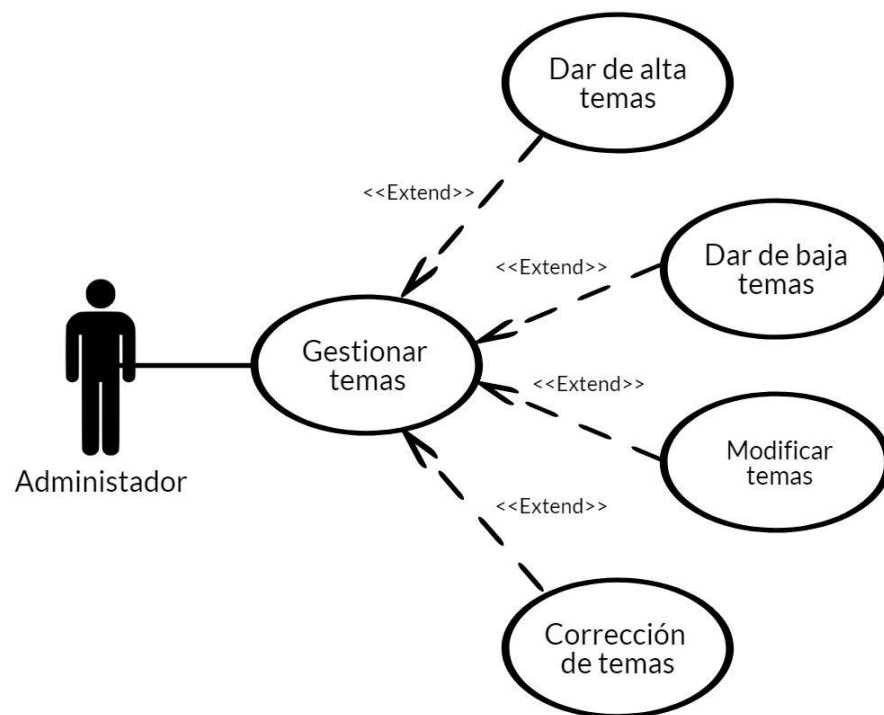 Dar de alta
temas
<<Extend>>
Dar de baja
temas
<<Extend>>
Gestionar
temas
<<Extend>>
Modificar
temas
Administador
<<Extend>>
Corrección
de temas